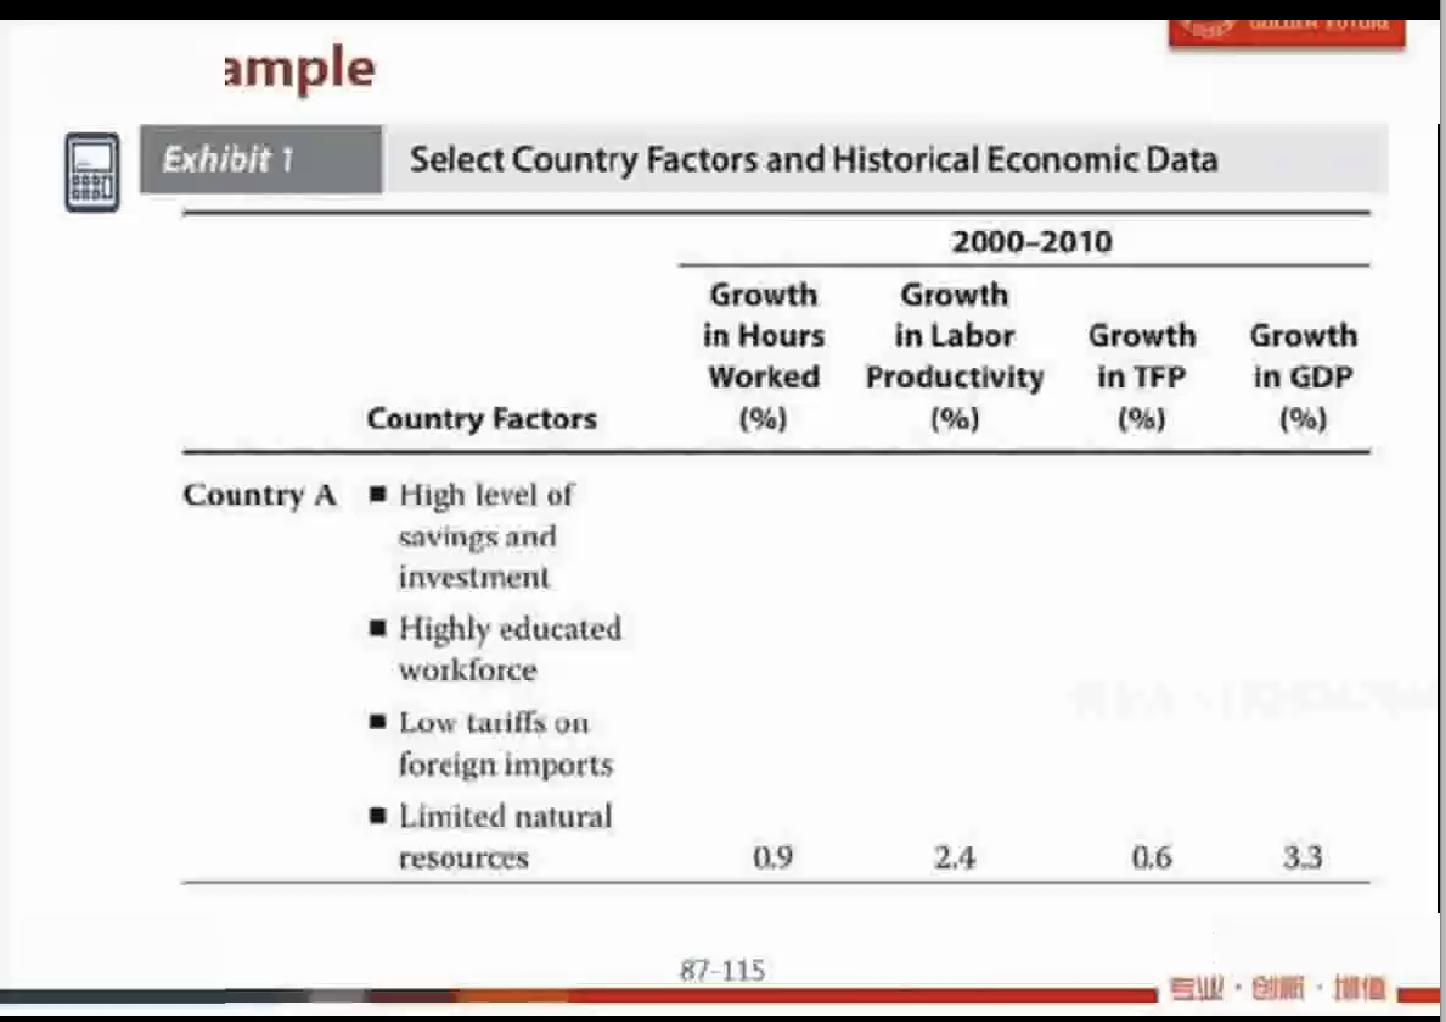 ample
Exhibit 1 Select Country Factors and Historical Economic Data
2000–2010
Growth in Hours Worked (%)
Growth in Labor Productivity (%)
Growth in TFP (%)
Growth in GDP (%)
Country Factors
Country A
■ High level of
savings and
investment
■ Highly educated
workforce
■ Low tariffs on
foreign imports
■ Limited natural
resources 0.9 2.4 0.6 3.3
87-115
专业·创新·增值